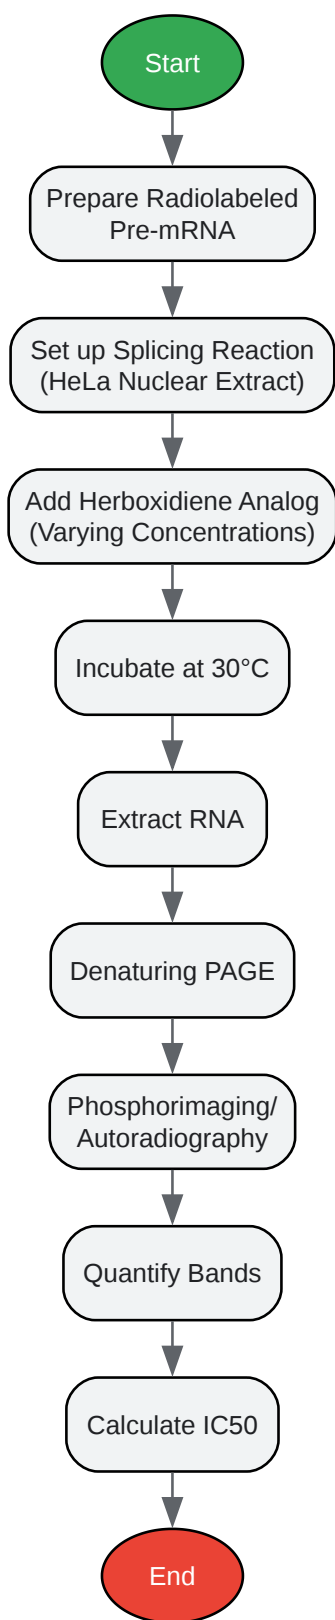 Start
Prepare Radiolabeled
Pre-mRNA
Set up Splicing Reaction
(HeLa Nuclear Extract)
Add Herboxidiene Analog
(Varying Concentrations)
Incubate at 30°C
Extract RNA
Denaturing PAGE
Phosphorimaging/
Autoradiography
Quantify Bands
Calculate IC50
End